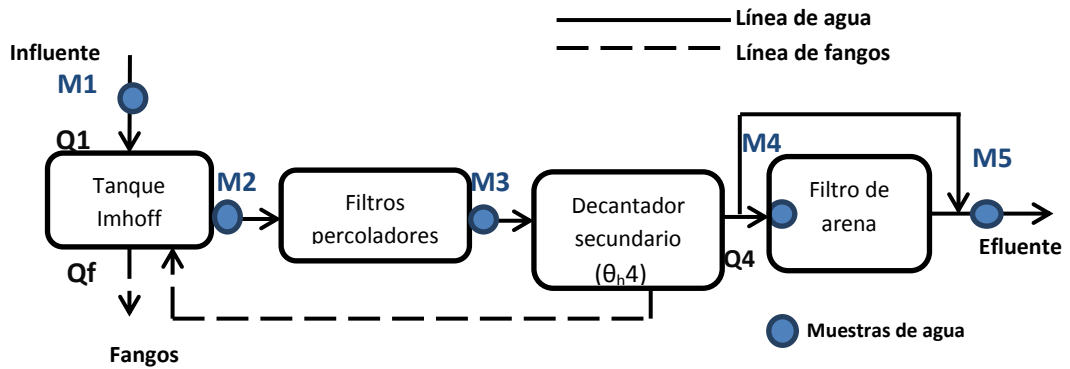 Línea de agua
Línea de fangos
Influente
M1
Q1
Tanque
Imhoff
M2
Filtros
percoladores
M3
Decantador
secundario
(θh4)
M4
Q4
Filtro de
arena
M5
Efluente
Qf
Fangos
Muestras de agua